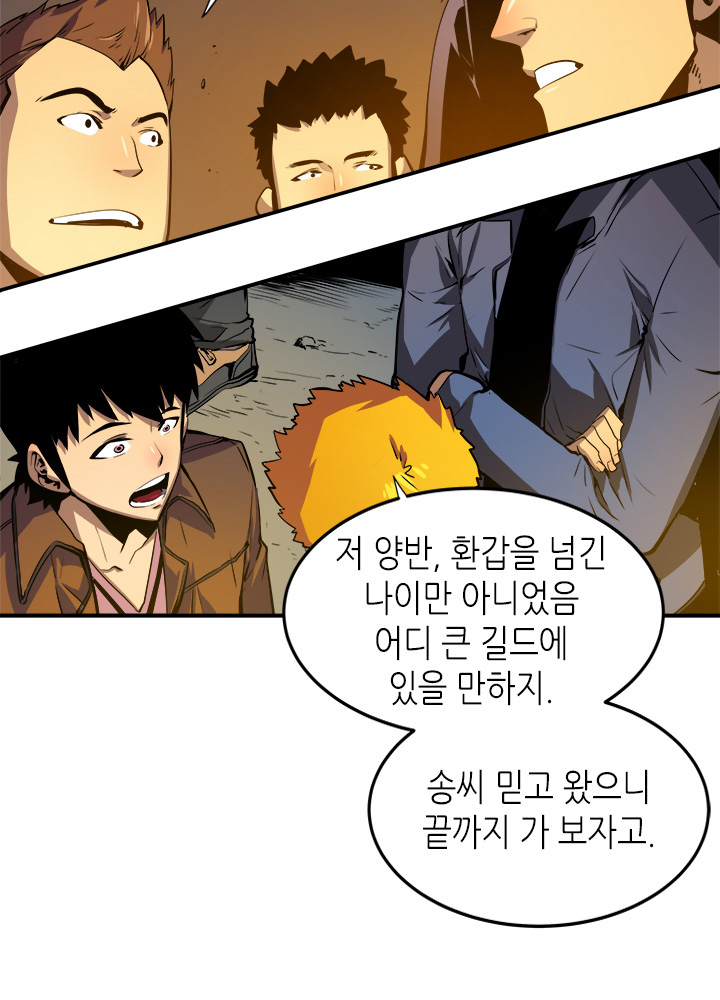 저 양반, 환갑을 넘긴
나이만 아니었음
어디 큰 길드에
있을 만하지.
송씨 믿고 왔으니
끝까지 가 보자고.